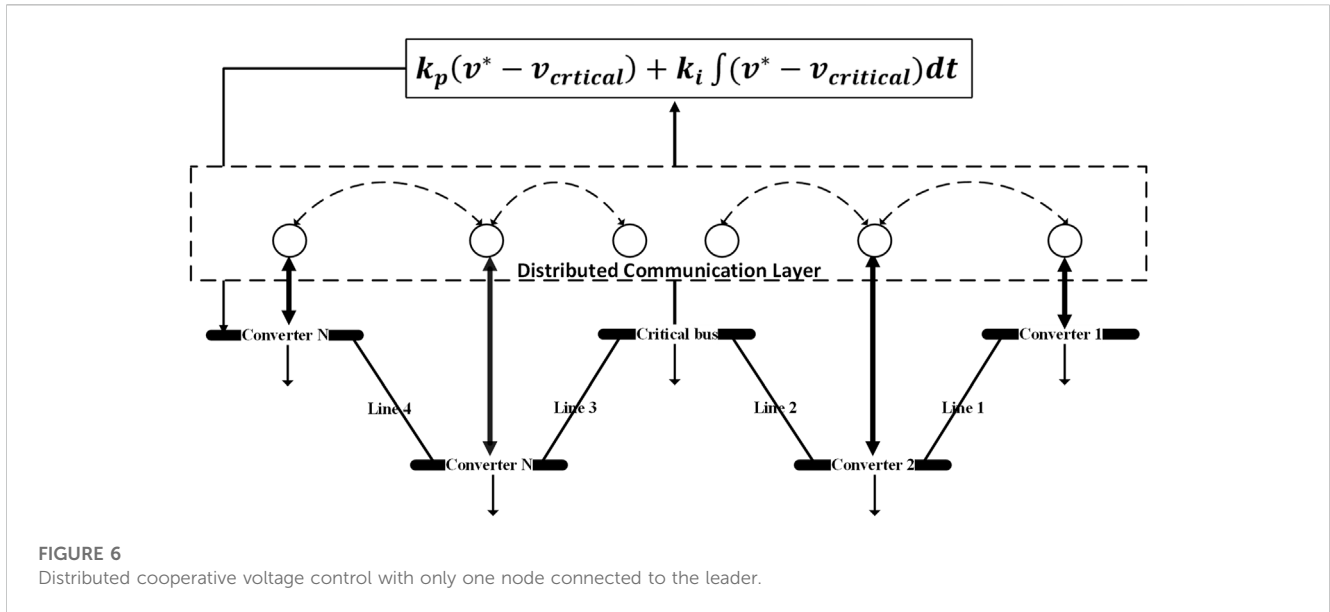 k_p(v* − v_crtical) + k_i ∫(v* − v_critical)dt
Distributed Communication Layer
Converter N
Critical bus
Converter 1
Line 4
Line 3
Line 2
Line 1
Converter N
Converter 2
FIGURE 6
Distributed cooperative voltage control with only one node connected to the leader.